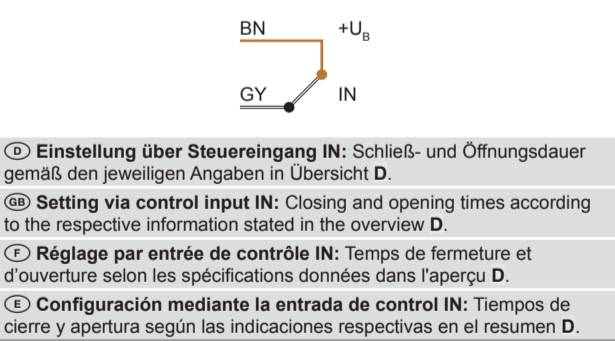 BN +U_B
GY IN
(D) Einstellung über Steuereingang IN: Schließ- und Öffnungsdauer
gemäß den jeweiligen Angaben in Übersicht D.
(GB) Setting via control input IN: Closing and opening times according
to the respective information stated in the overview D.
(F) Réglage par entrée de contrôle IN: Temps de fermeture et
d’ouverture selon les spécifications données dans l'aperçu D.
(E) Configuración mediante la entrada de control IN: Tiempos de
cierre y apertura según las indicaciones respectivas en el resumen D.